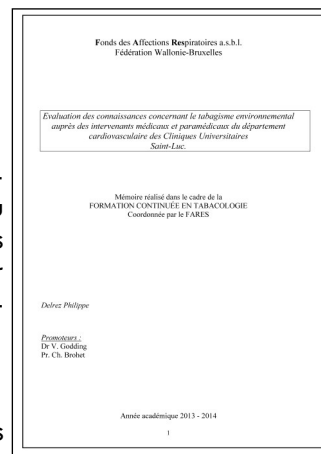 Fonds des Affections Respiratoires a.s.b.l.
Fédération Wallonie-Bruxelles
Evaluation des connaissances concernant le tabagisme environnemental
auprès des intervenants médicaux et paramédicaux du département
cardiovasculaire des Cliniques Universitaires
Saint-Luc.
Mémoire réalisé dans le cadre de la
FORMATION CONTINUÉE EN TABACOLOGIE
Coordonnée par le FARES
Delrez Philippe
Promoteurs :
Dr V. Godding
Pr. Ch. Brohet
Année académique 2013 - 2014
1